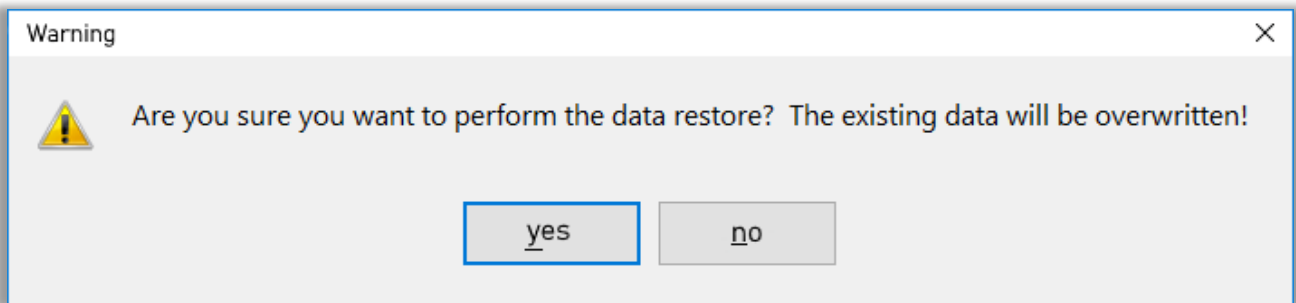 Warning
Are you sure you want to perform the data restore?  The existing data will be overwritten!
yes
no